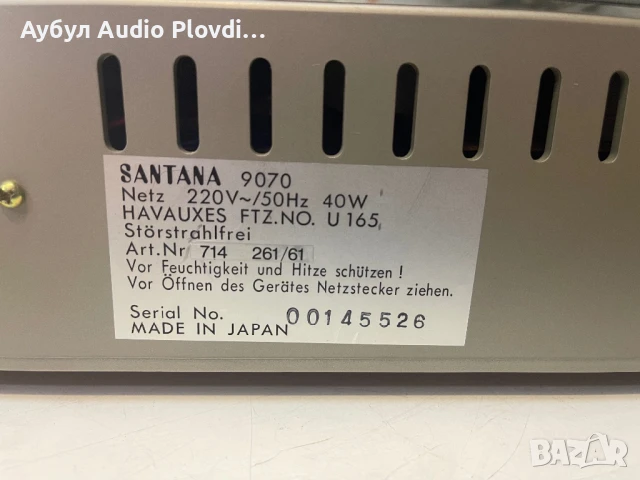 Аубул Audio Plovdi...
SANTANA 9070
Netz 220V~/50Hz 40W
HAVAUXES FTZ.NO. U 165
Störstrahlfrei
Art.Nr 714 261/61
Vor Feuchtigkeit und Hitze schützen !
Vor Öffnen des Gerätes Netzstecker ziehen.
Serial No. 00145526
MADE IN JAPAN
BAZAR